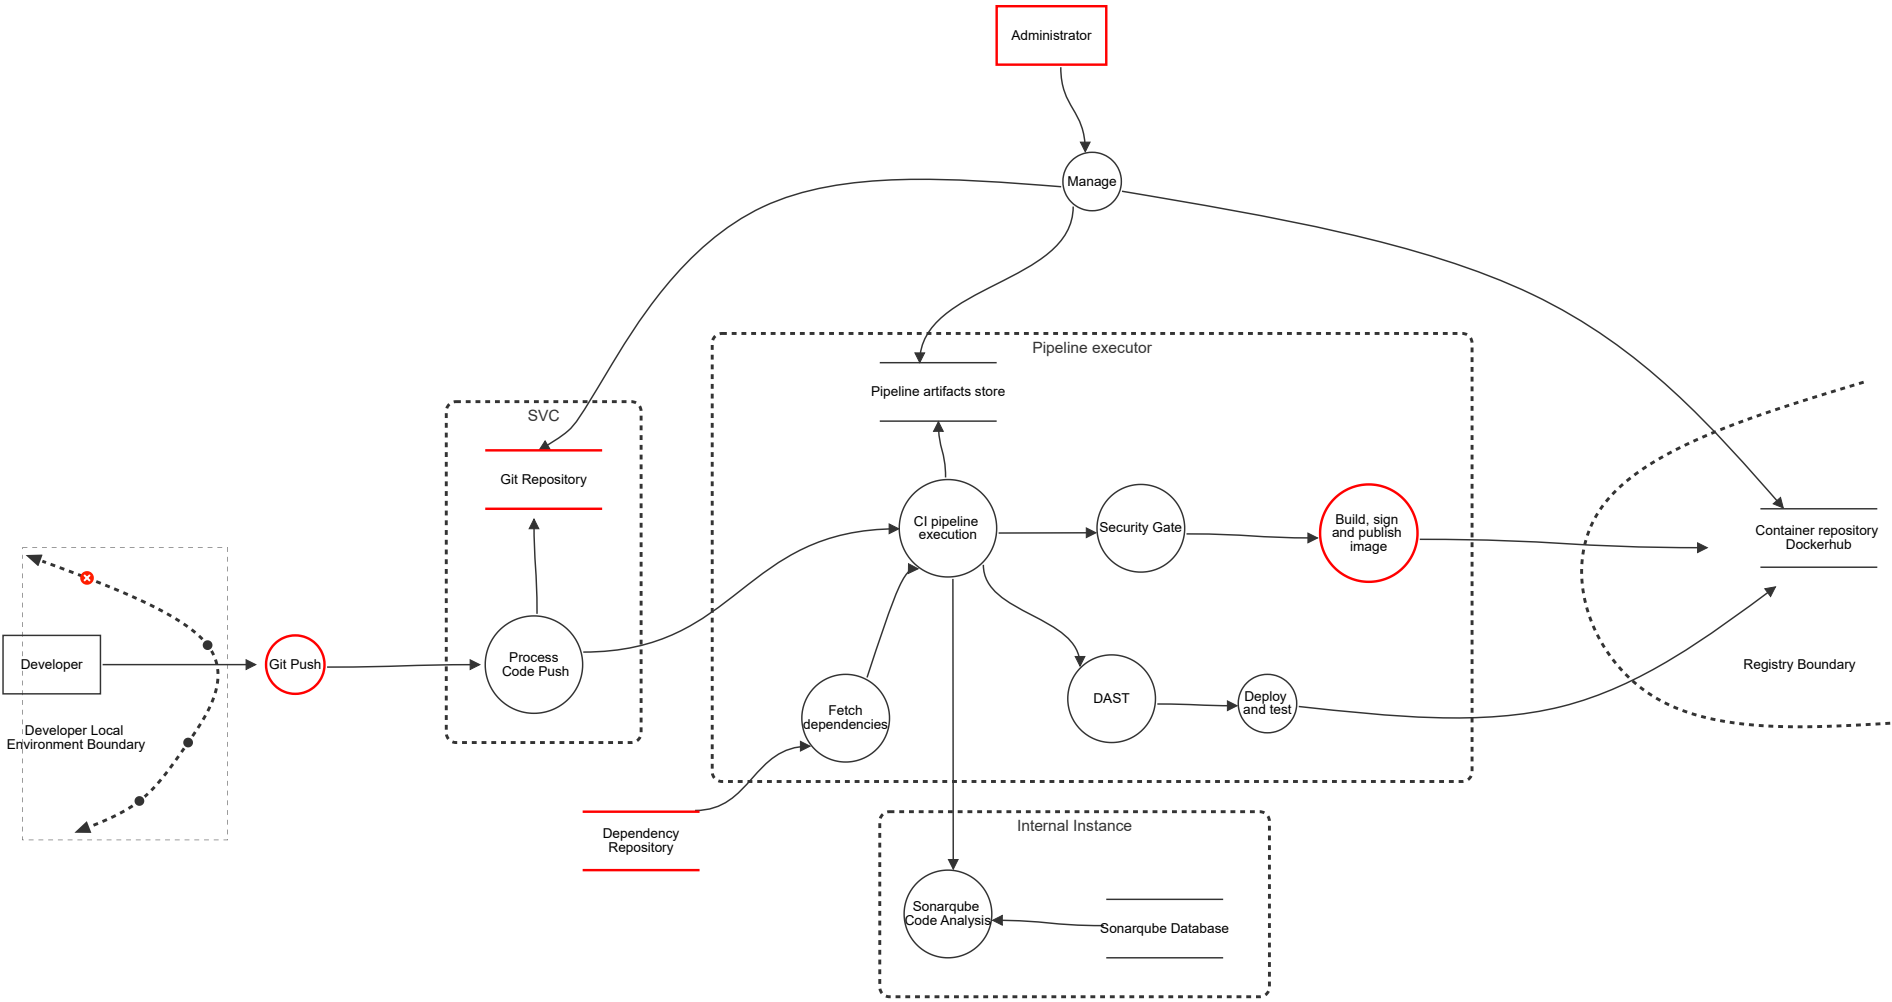 Administrator
Manage
Pipeline executor
Pipeline artifacts store
SVC
Git Repository
CI pipeline
execution
Security Gate
Build, sign
and publish
image
Container repository
Dockerhub
Developer
Git Push
Process
Code Push
Registry Boundary
Fetch
dependencies
DAST
Deploy
and test
Developer Local
Environment Boundary
Dependency
Repository
Internal Instance
Sonarqube
Code Analysis
Sonarqube Database